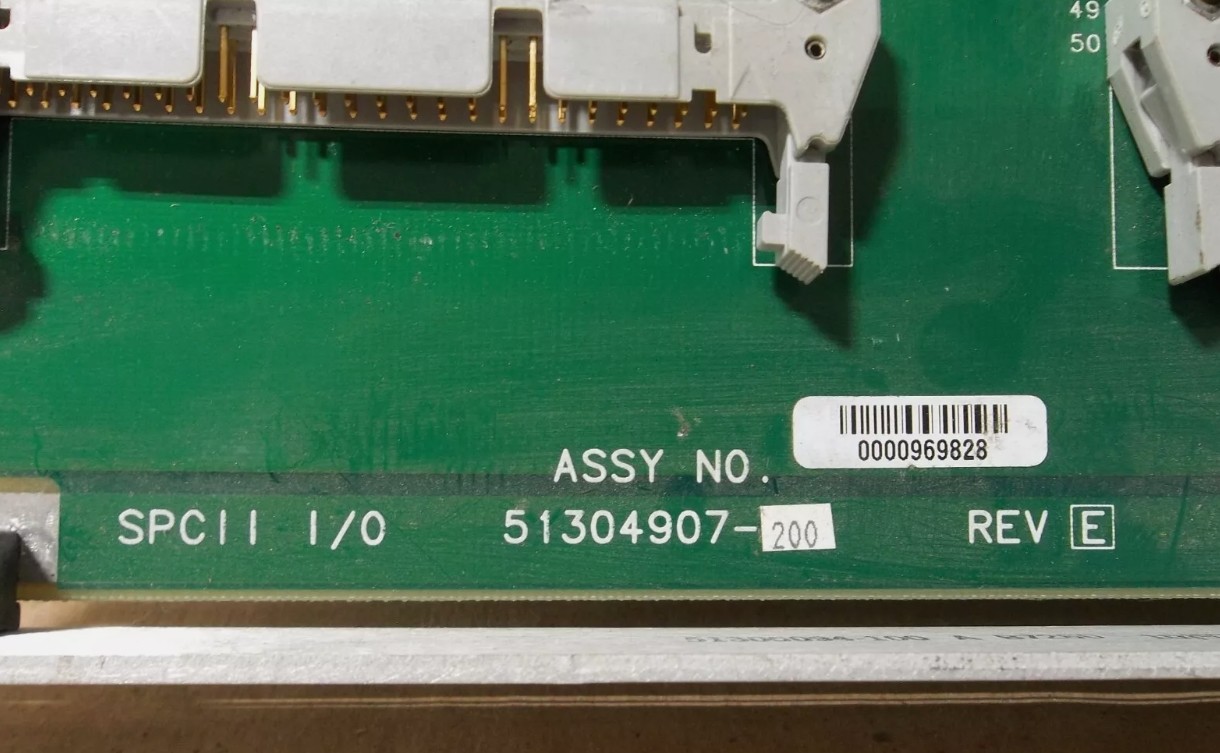 49
50
0000969828
ASSY NO.
SPCII I/O 51304907-200 REV E